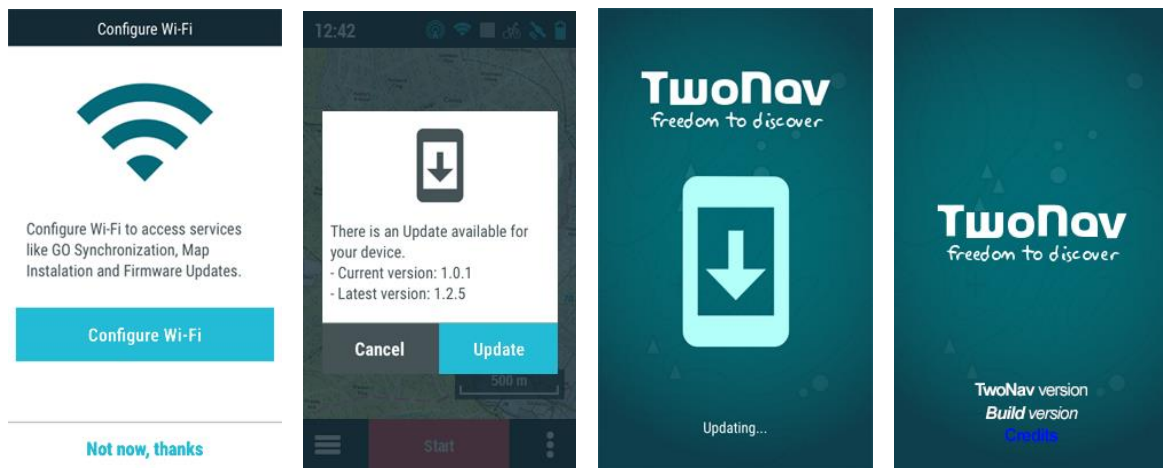 Configure Wi-Fi
Configure Wi-Fi to access services
like GO Synchronization, Map
Instalation and Firmware Updates.
Configure Wi-Fi
Not now, thanks
12:42
There is an Update available for
your device.
- Current version: 1.0.1
- Latest version: 1.2.5
Cancel
Update
500 m
Start
TwoNav
freedom to discover
Updating...
TwoNav
freedom to discover
TwoNav version
Build version
Credits